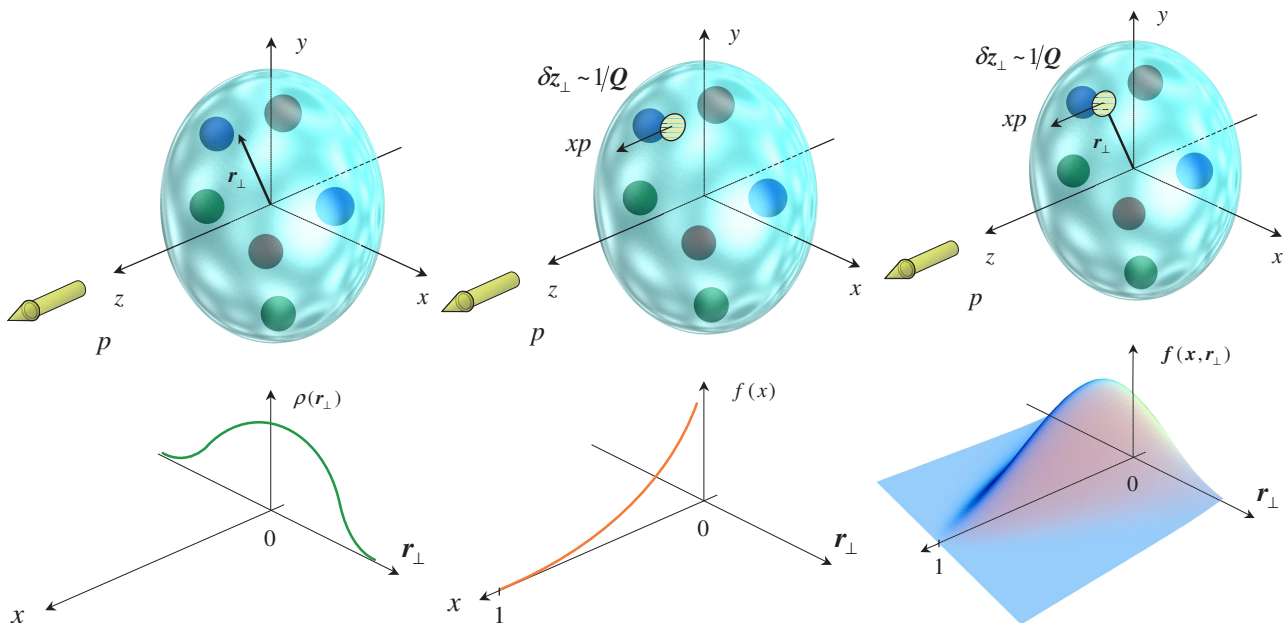 y
r⊥
z
x
p
y
δz⊥ ~ 1/Q
xp
z
x
p
y
δz⊥ ~ 1/Q
xp
r⊥
z
x
p
ρ(r⊥)
0
r⊥
x
f(x)
0
r⊥
x
1
f(x, r⊥)
0
r⊥
1